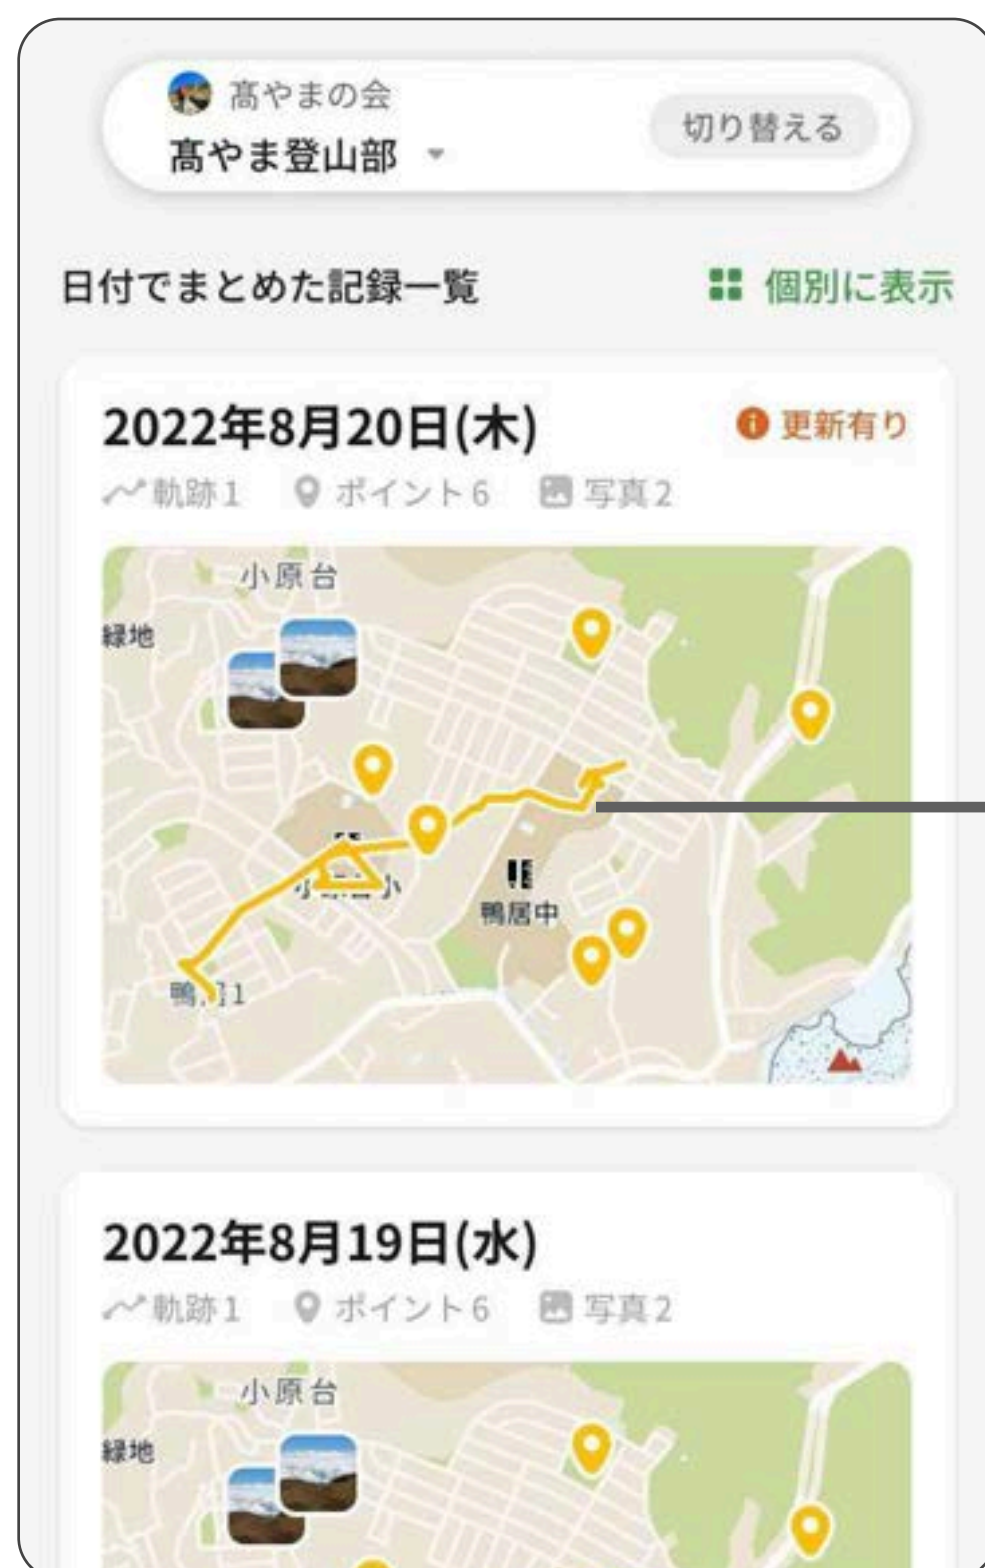 髙やまの会
髙やま登山部
切り替える
日付でまとめた記録一覧
個別に表示
2022年8月20日(木)
更新有り
軌跡1 ポイント6 写真2
小原台
緑地
鴨居中
2022年8月19日(水)
軌跡1 ポイント6 写真2
小原台
緑地